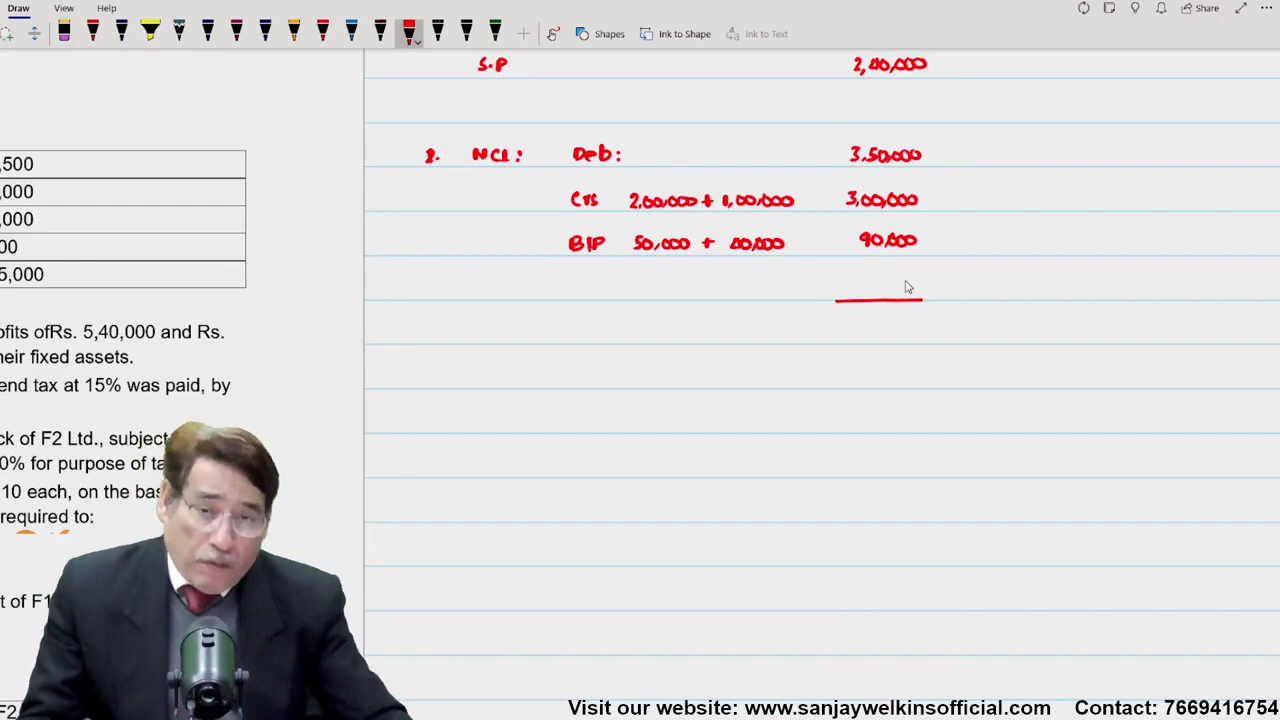 Draw View Help Share
Shapes Ink to Shape Ink to Text
S.P 2,40,000
2. NCL: Deb: 3,50,000
Crs 2,00,000 + 1,00,000 3,00,000
BIP 50,000 + 40,000 90,000
,500
,000
,000
00
5,000
ofits ofRs. 5,40,000 and Rs.
heir fixed assets.
end tax at 15% was paid, by
ck of F2 Ltd., subject
0% for purpose of ta
10 each, on the bas
required to:
t of F1
F2
Visit our website: www.sanjaywelkinsofficial.com Contact: 7669416754